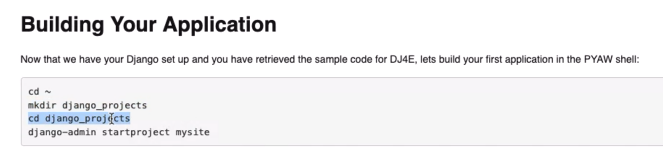 Building Your Application
Now that we have your Django set up and you have retrieved the sample code for DJ4E, lets build your first application in the PYAW shell:
cd ~
mkdir django_projects
cd django_projects
django-admin startproject mysite